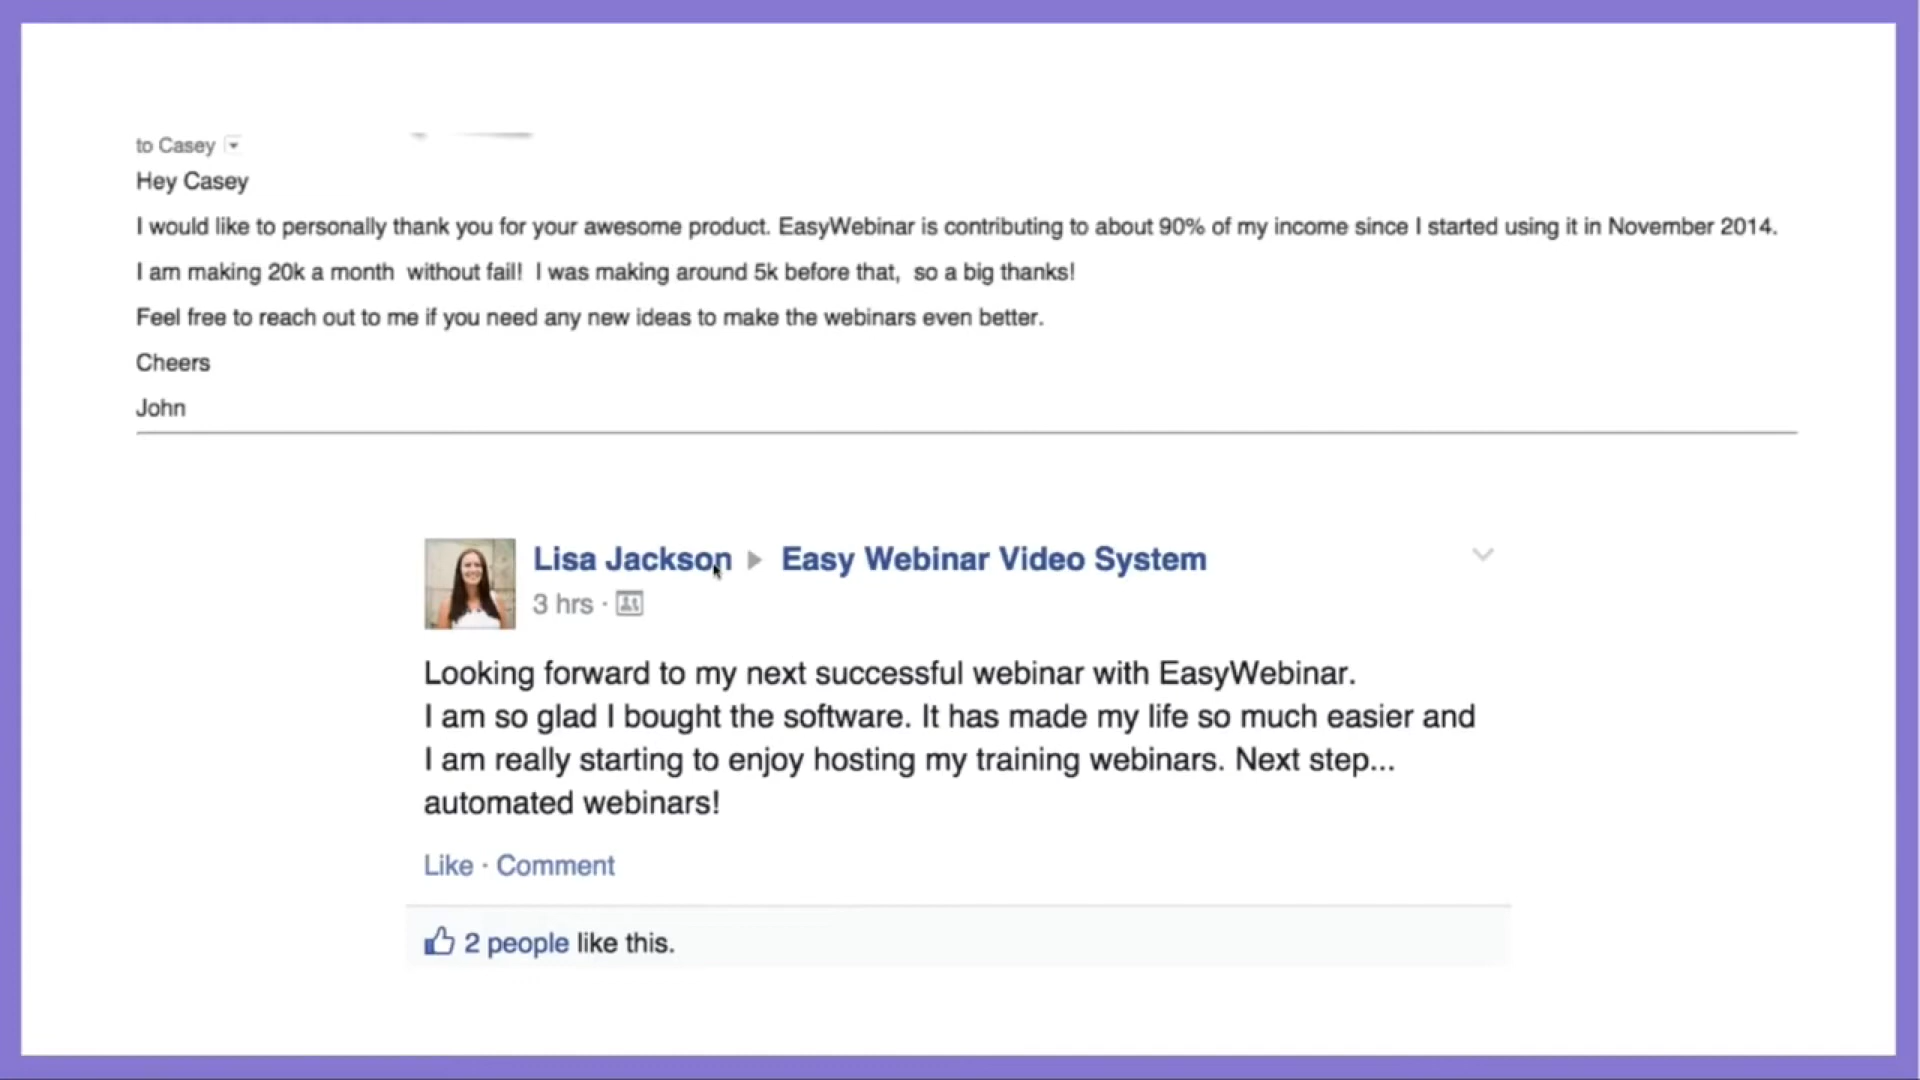 to Casey
Hey Casey
I would like to personally thank you for your awesome product. EasyWebinar is contributing to about 90% of my income since I started using it in November 2014.
I am making 20k a month  without fail!  I was making around 5k before that,  so a big thanks!
Feel free to reach out to me if you need any new ideas to make the webinars even better.
Cheers
John
Lisa Jackson ▶ Easy Webinar Video System
3 hrs ·
Looking forward to my next successful webinar with EasyWebinar.
I am so glad I bought the software. It has made my life so much easier and
I am really starting to enjoy hosting my training webinars. Next step...
automated webinars!
Like · Comment
2 people like this.